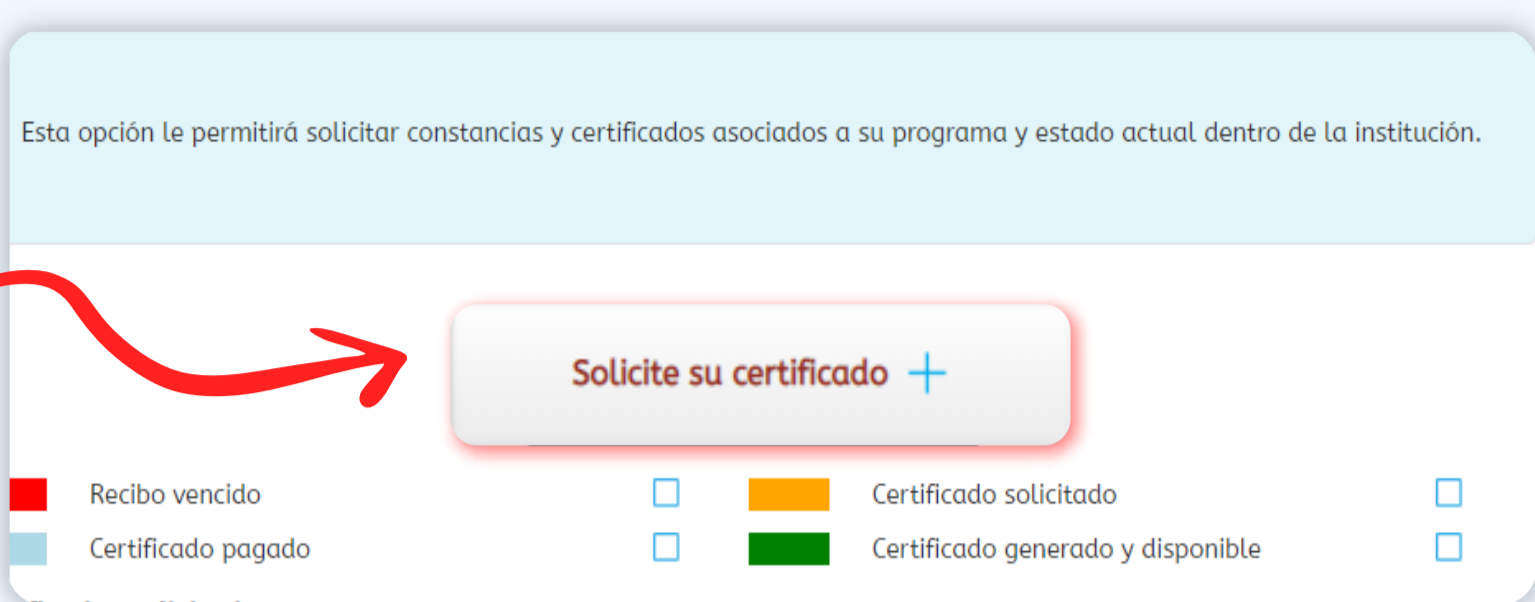 Esta opción le permitirá solicitar constancias y certificados asociados a su programa y estado actual dentro de la institución.
Solicite su certificado +
Recibo vencido
Certificado solicitado
Certificado pagado
Certificado generado y disponible